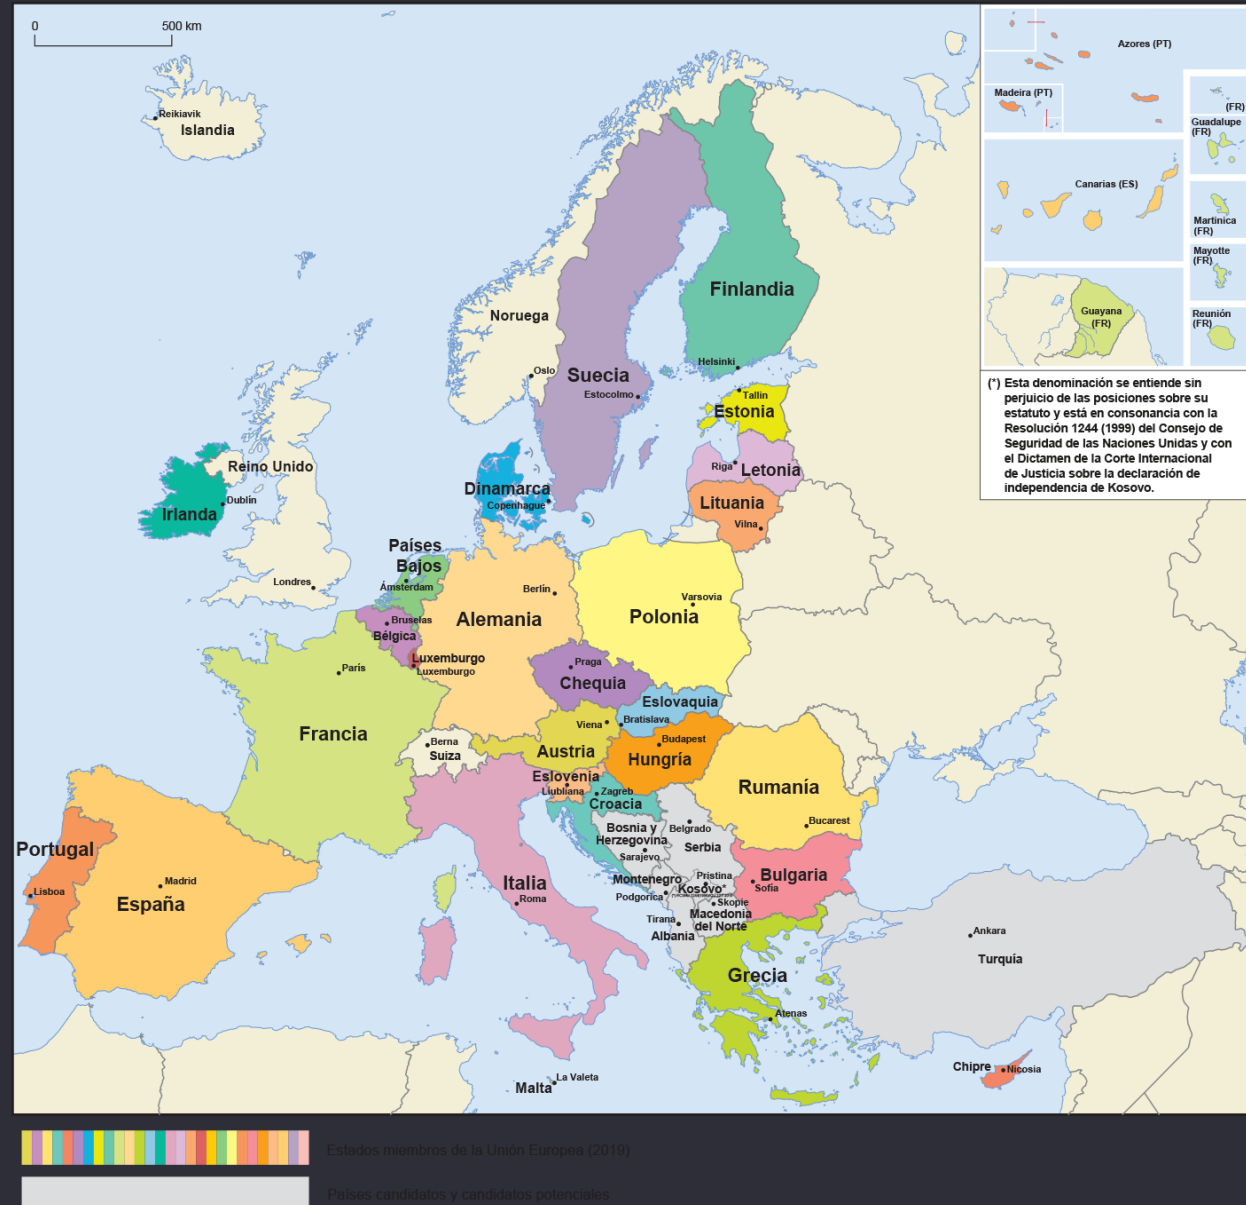 0
500 km
Reikiavik
Islandia
Noruega
Oslo
Finlandia
Helsinki
Suecia
Estocolmo
Tallin
Estonia
Riga
Letonia
Lituania
Vilna
Reino Unido
Dublín
Irlanda
Londres
Dinamarca
Copenhague
Países
Bajos
Ámsterdam
Berlín
Alemania
Varsovia
Polonia
Bruselas
Bélgica
Luxemburgo
Luxemburgo
París
Francia
Praga
Chequia
Eslovaquia
Bratislava
Viena
Austria
Berna
Suiza
Budapest
Hungría
Eslovenia
Liubliana
Zagreb
Croacia
Rumanía
Bucarest
Bosnia y
Herzegovina
Sarajevo
Belgrado
Serbia
Montenegro
Podgorica
Pristina
Kosovo*
Skopie
Macedonia
del Norte
Tirana
Albania
Bulgaria
Sofía
Portugal
Lisboa
Madrid
España
Italia
Roma
Grecia
Atenas
Ankara
Turquía
Malta
La Valeta
Chipre
Nicosia
Azores (PT)
Madeira (PT)
(FR)
Guadalupe
(FR)
Canarias (ES)
Martinica
(FR)
Mayotte
(FR)
Guayana
(FR)
Reunión
(FR)
(*) Esta denominación se entiende sin
perjuicio de las posiciones sobre su
estatuto y está en consonancia con la
Resolución 1244 (1999) del Consejo de
Seguridad de las Naciones Unidas y con
el Dictamen de la Corte Internacional
de Justicia sobre la declaración de
independencia de Kosovo.
Estados miembros de la Unión Europea (2019)
Países candidatos y candidatos potenciales